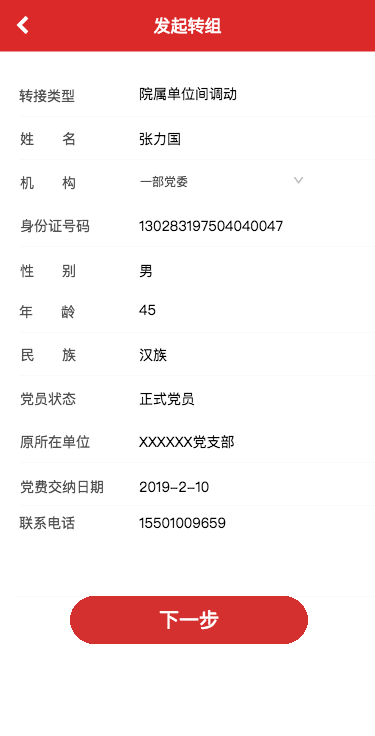 发起转组
转接类型 院属单位间调动
姓 名 张力国
机 构 一部党委
身份证号码 130283197504040047
性 别 男
年 龄 45
民 族 汉族
党员状态 正式党员
原所在单位 XXXXXX党支部
党费交纳日期 2019-2-10
联系电话 15501009659
下一步